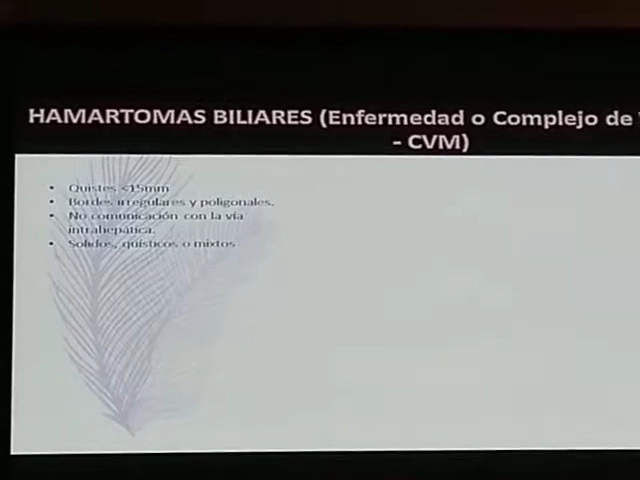 HAMARTOMAS BILIARES (Enfermedad o Complejo de
- CVM)
• Quistes <15mm
• Bordes irregulares y poligonales.
• No comunicación con la vía
intrahepática.
• Solidos, quísticos o mixtos